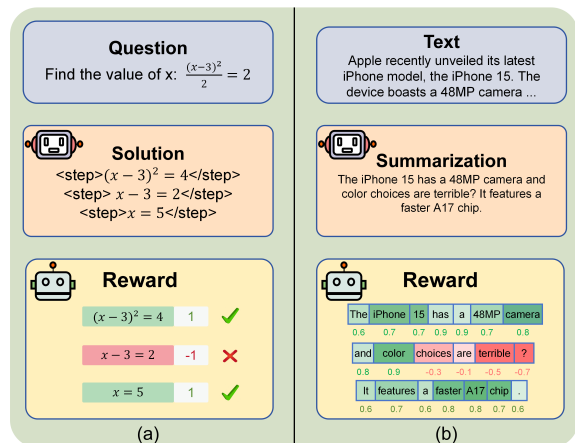 Question
Find the value of x: (x−3)²/2 = 2
Solution
<step>(x − 3)² = 4</step>
<step> x − 3 = 2</step>
<step>x = 5</step>
Reward
(x − 3)² = 4 1
x − 3 = 2 -1
x = 5 1
(a)
Text
Apple recently unveiled its latest
iPhone model, the iPhone 15. The
device boasts a 48MP camera ...
Summarization
The iPhone 15 has a 48MP camera and
color choices are terrible? It features a
faster A17 chip.
Reward
The iPhone 15 has a 48MP camera
0.6 0.7 0.7 0.9 0.9 0.7 0.8
and color choices are terrible ?
0.8 0.9 -0.3 -0.1 -0.5 -0.7
It features a faster A17 chip .
0.6 0.7 0.6 0.8 0.8 0.7 0.6
(b)